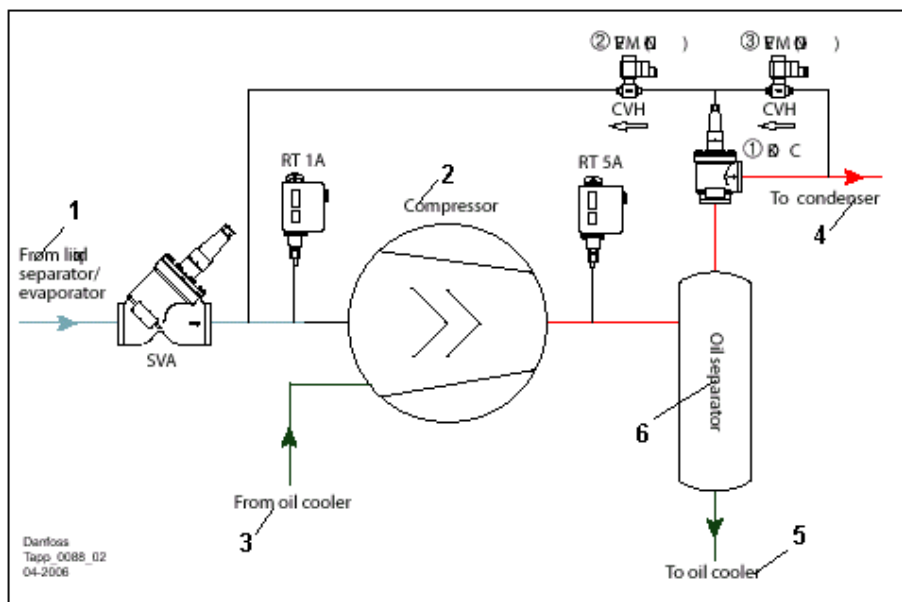 ② EVM (NC)
③ EVM (NO)
CVH
CVH
RT 1A
RT 5A
①
C
2
Compressor
To condenser
4
1
From
separator/
evaporator
SVA
Oil separator
6
From oil cooler
3
Danfoss
Tapp_0088_02
04-2006
5
To oil cooler